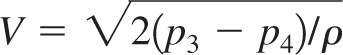 V = √2(p₃ − p₄)/ρ